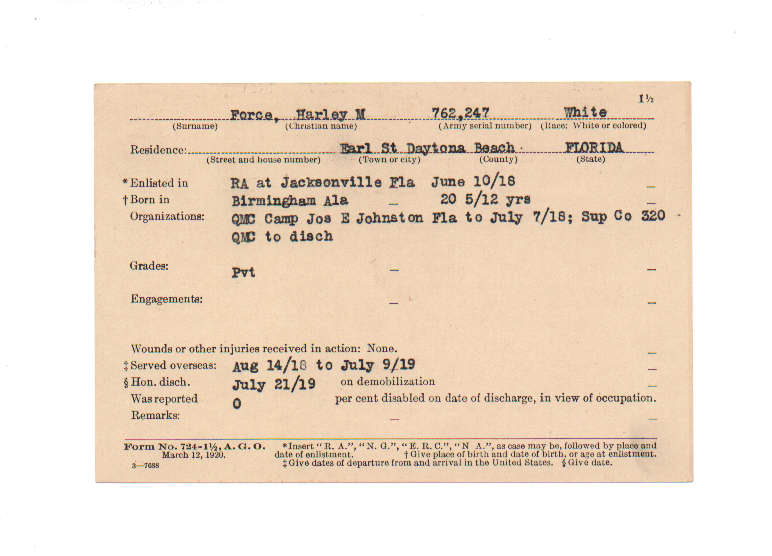 1½
Force, Harley M 762,247 White
(Surname) (Christian name) (Army serial number) (Race: White or colored)
Residence: Earl St Daytona Beach FLORIDA
(Street and house number) (Town or city) (County) (State)
*Enlisted in RA at Jacksonville Fla June 10/18
†Born in Birmingham Ala 20 5/12 yrs
Organizations: QMC Camp Jos E Johnston Fla to July 7/18; Sup Co 320
QMC to disch
Grades: Pvt
Engagements:
Wounds or other injuries received in action: None.
‡Served overseas: Aug 14/18 to July 9/19
§Hon. disch. July 21/19 on demobilization
Was reported 0 per cent disabled on date of discharge, in view of occupation.
Remarks:
Form No. 724-1½, A. G. O. *Insert "R. A.", "N. G.", "E. R. C.", "N A.", as case may be, followed by place and
March 12, 1920. date of enlistment. †Give place of birth and date of birth, or age at enlistment.
3—7688 ‡Give dates of departure from and arrival in the United States. §Give date.